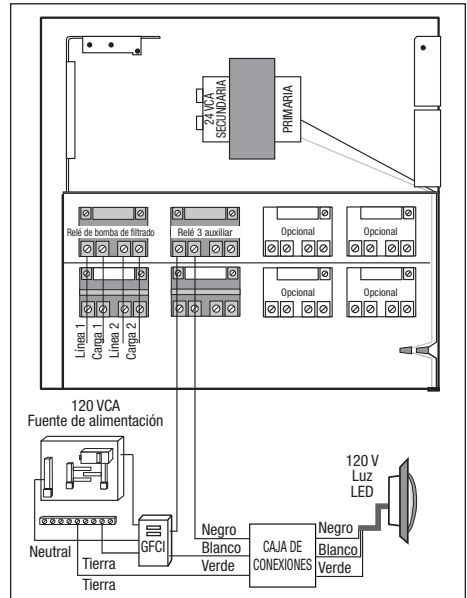 24 VCA
SECUNDARIA
PRIMARIA
Relé de bomba de filtrado
Relé 3 auxiliar
Opcional
Opcional
Opcional
Opcional
Línea 1
Carga 1
Línea 2
Carga 2
120 VCA
Fuente de alimentación
120 V
Luz
LED
Neutral
Tierra
Tierra
GFCI
Negro
Blanco
Verde
CAJA DE
CONEXIONES
Negro
Blanco
Verde